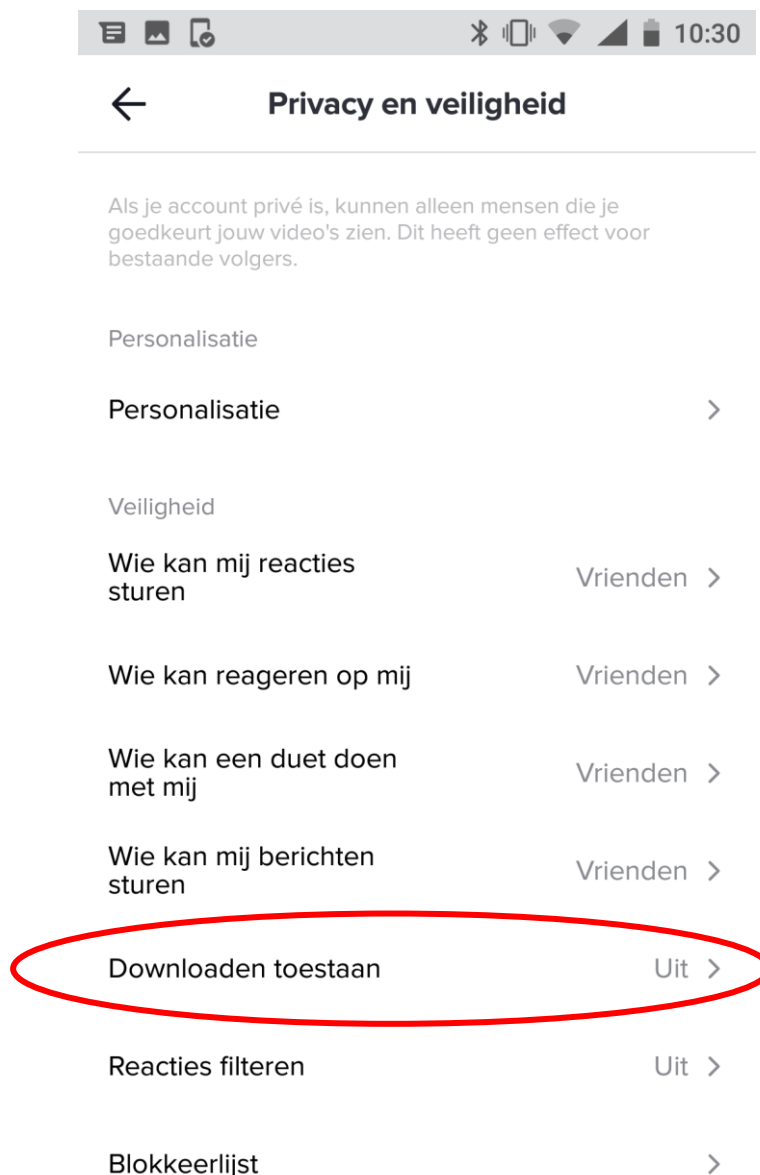 10:30
Privacy en veiligheid
Als je account privé is, kunnen alleen mensen die je
goedkeurt jouw video's zien. Dit heeft geen effect voor
bestaande volgers.
Personalisatie
Personalisatie
Veiligheid
Wie kan mij reacties
sturen
Vrienden
Wie kan reageren op mij
Vrienden
Wie kan een duet doen
met mij
Vrienden
Wie kan mij berichten
sturen
Vrienden
Downloaden toestaan
Uit
Reacties filteren
Uit
Blokkeerlijst